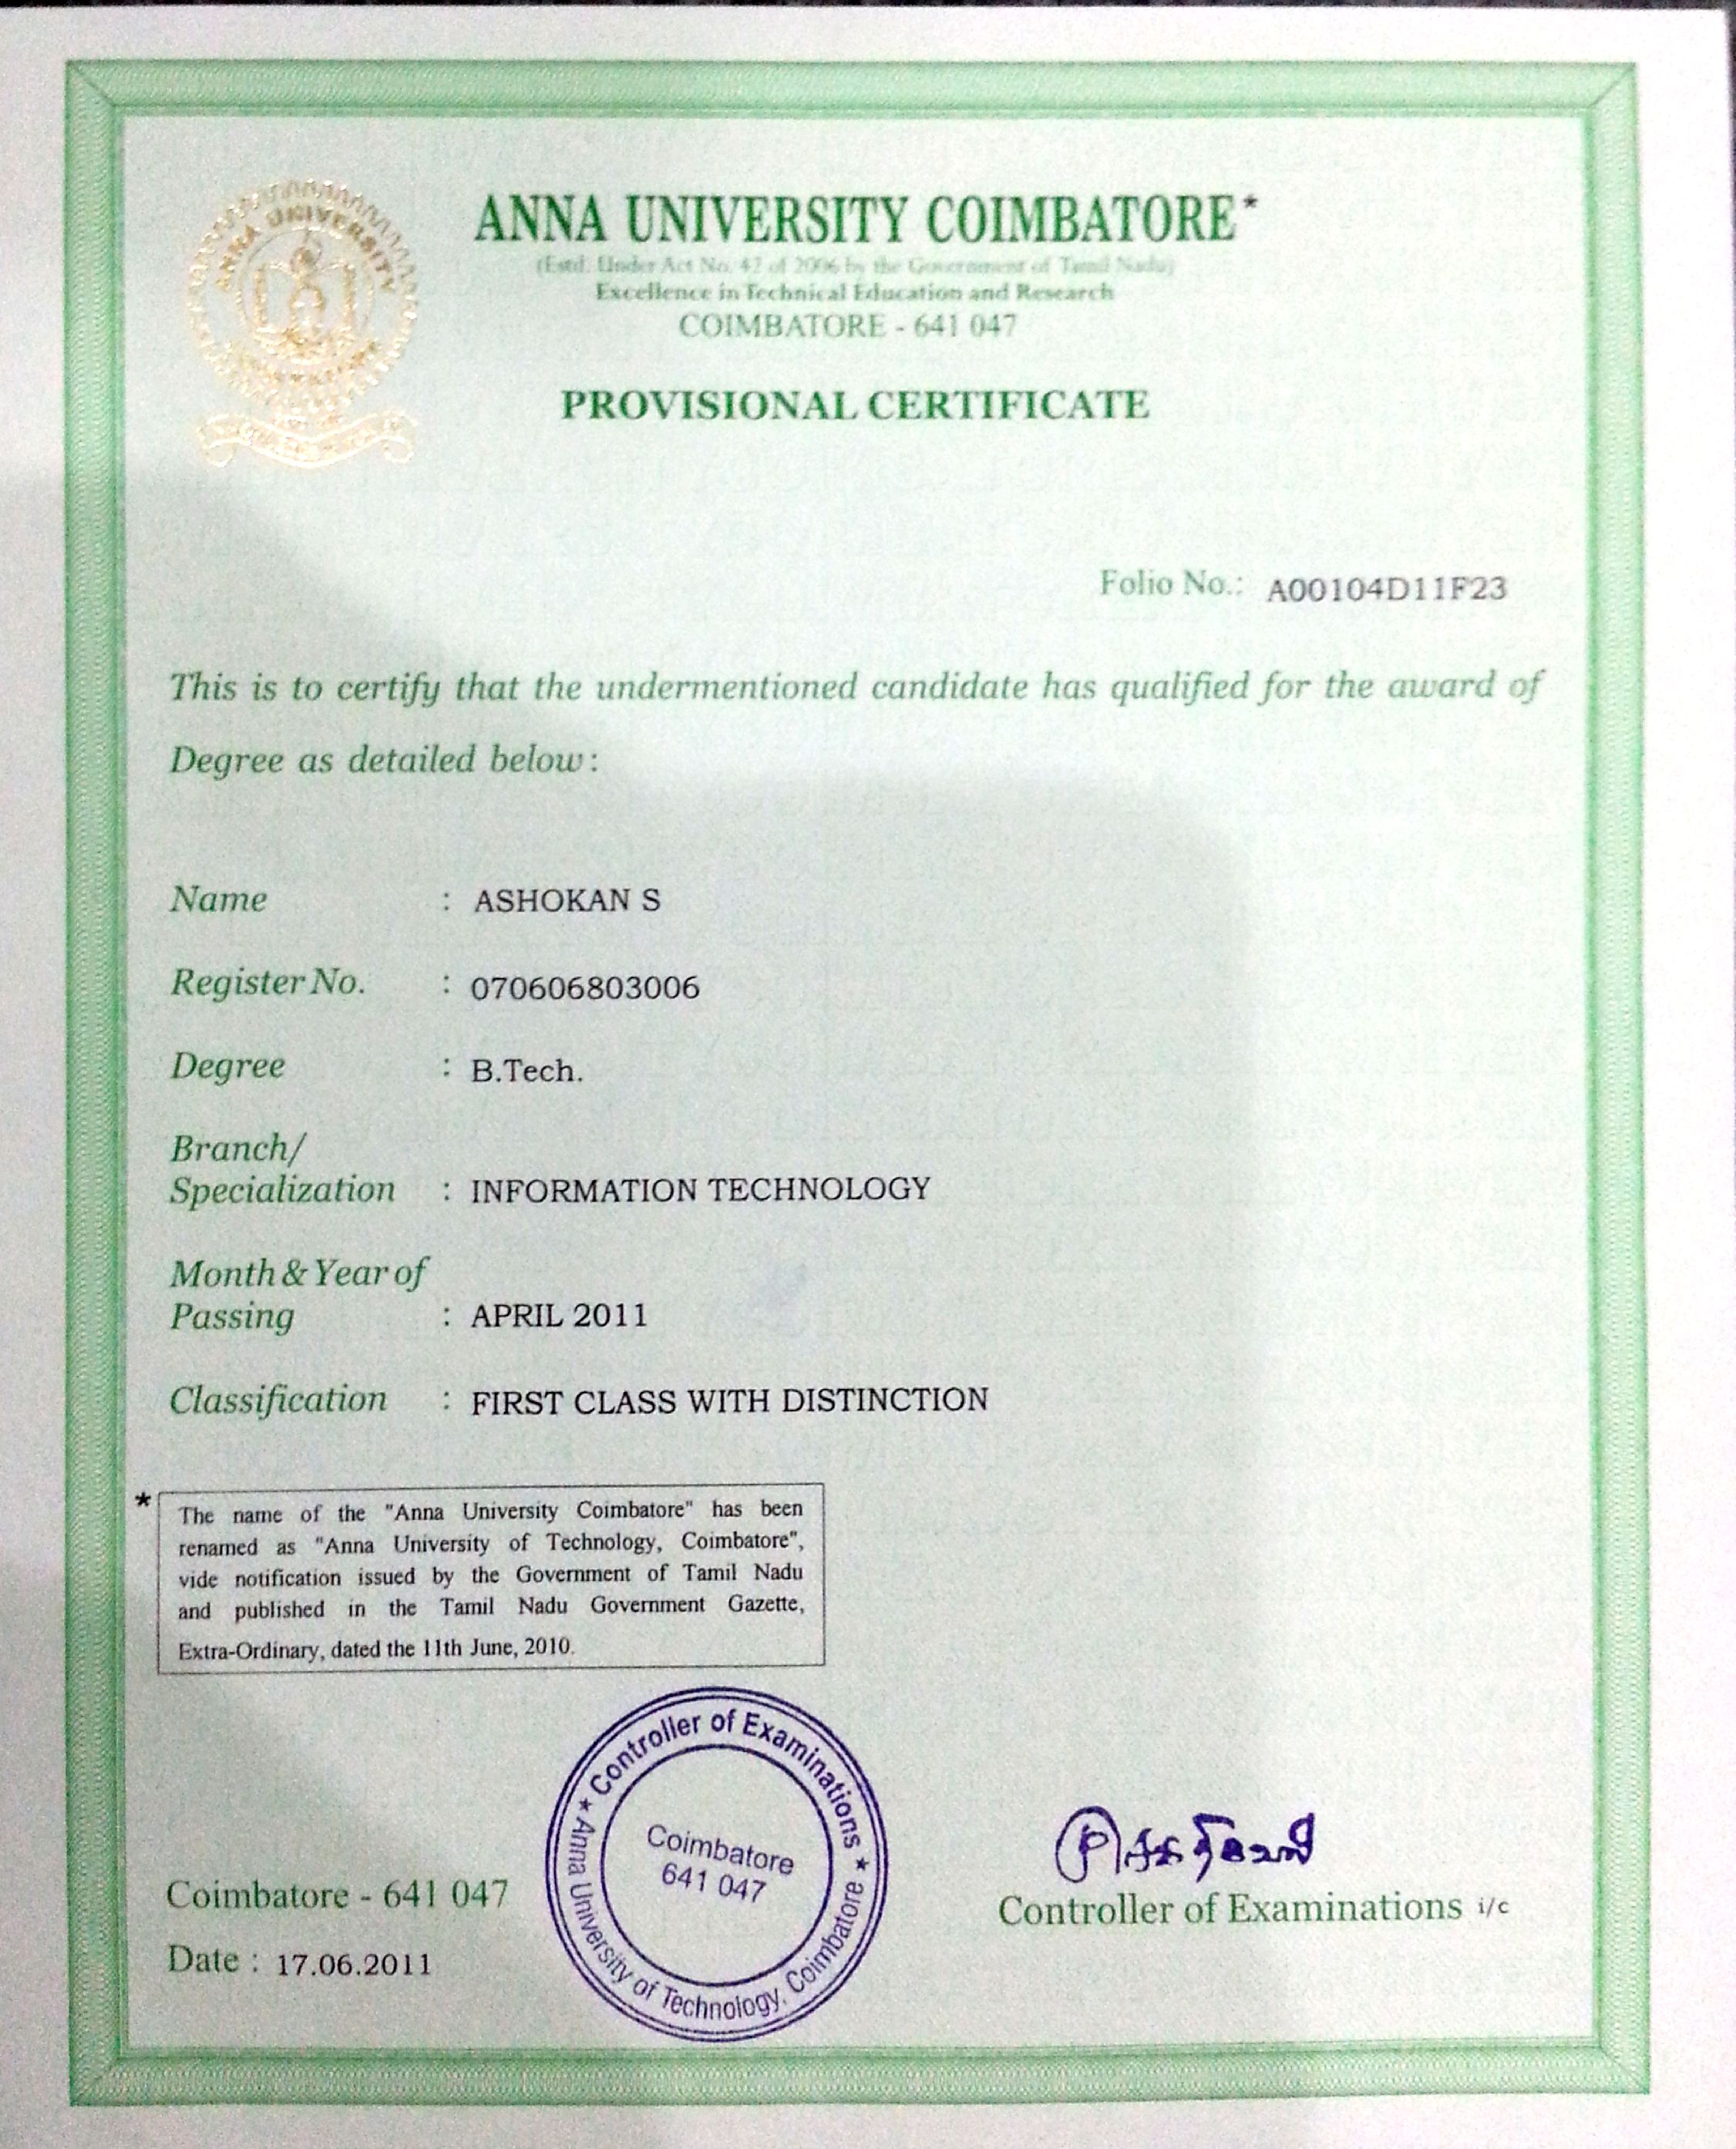 ANNA UNIVERSITY
ANNA UNIVERSITY COIMBATORE*
(Estd. Under Act No. 42 of 2006 by the Government of Tamil Nadu)
Excellence in Technical Education and Research
COIMBATORE - 641 047
PROVISIONAL CERTIFICATE
Folio No.: A00104D11F23
This is to certify that the undermentioned candidate has qualified for the award of
Degree as detailed below :
Name : ASHOKAN S
Register No. : 070606803006
Degree : B.Tech.
Branch/
Specialization : INFORMATION TECHNOLOGY
Month & Year of
Passing : APRIL 2011
Classification : FIRST CLASS WITH DISTINCTION
* The name of the "Anna University Coimbatore" has been
renamed as "Anna University of Technology, Coimbatore",
vide notification issued by the Government of Tamil Nadu
and published in the Tamil Nadu Government Gazette,
Extra-Ordinary, dated the 11th June, 2010.
★ Controller of Examinations ★
Anna University of Technology, Coimbatore
Coimbatore
641 047
Coimbatore - 641 047
Controller of Examinations i/c
Date : 17.06.2011